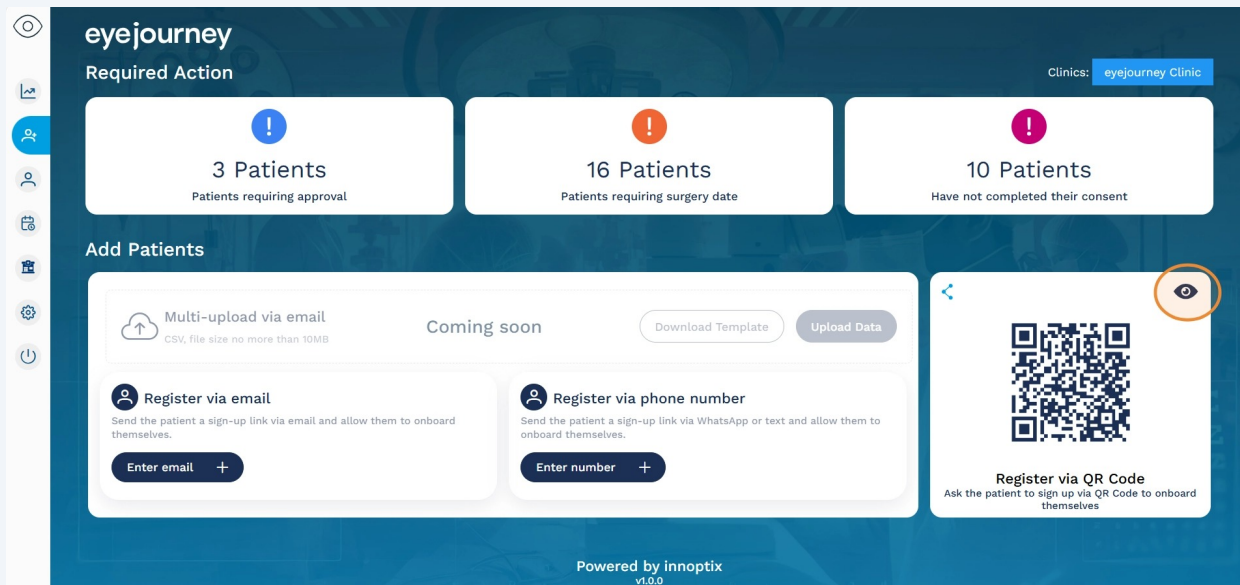 eyejourney
Required Action
Clinics: eyejourney Clinic
!
3 Patients
Patients requiring approval
!
16 Patients
Patients requiring surgery date
!
10 Patients
Have not completed their consent
Add Patients
Multi-upload via email
CSV, file size no more than 10MB
Coming soon
Download Template
Upload Data
Register via email
Send the patient a sign-up link via email and allow them to onboard
themselves.
Enter email +
Register via phone number
Send the patient a sign-up link via WhatsApp or text and allow them to
onboard themselves.
Enter number +
Register via QR Code
Ask the patient to sign up via QR Code to onboard
themselves
Powered by innoptix
v1.0.0